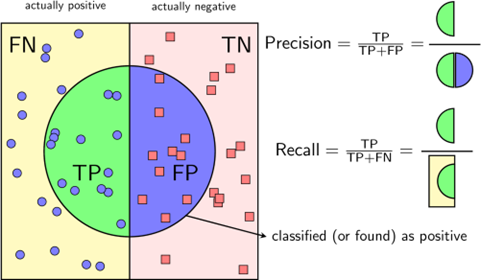 actually positive
actually negative
FN
TN
Precision = TP/TP+FP =
TP
FP
Recall = TP/TP+FN =
classified (or found) as positive